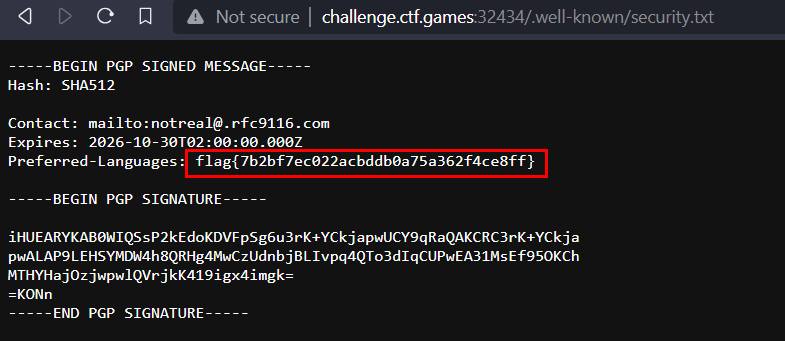 Not secure | challenge.ctf.games:32434/.well-known/security.txt
-----BEGIN PGP SIGNED MESSAGE-----
Hash: SHA512
Contact: mailto:notreal@.rfc9116.com
Expires: 2026-10-30T02:00:00.000Z
Preferred-Languages: flag{7b2bf7ec022acbddb0a75a362f4ce8ff}
-----BEGIN PGP SIGNATURE-----
iHUEARYKAB0WIQSsP2kEdoKDVFpSg6u3rK+YCkjapwUCY9qRaQAKCRC3rK+YCkja
pwALAP9LEHSYMDW4h8QRHg4MwCzUdnbjBLIvpq4QTo3dIqCUPwEA31MsEf95OKCh
MTHYHajOzjwpwlQVrjkK419igx4imgk=
=KONn
-----END PGP SIGNATURE-----